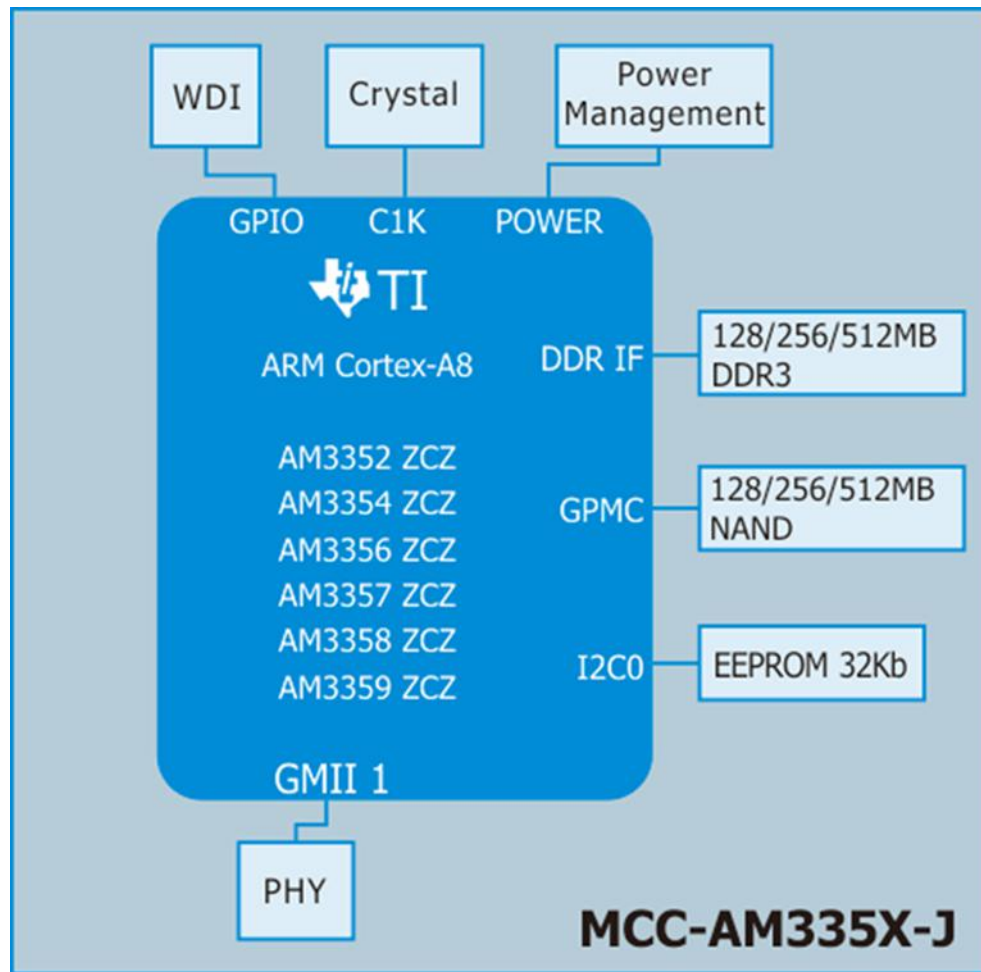 WDI
Crystal
Power
Management
GPIO
C1K
POWER
TI
ARM Cortex-A8
DDR IF
128/256/512MB
DDR3
AM3352 ZCZ
AM3354 ZCZ
AM3356 ZCZ
AM3357 ZCZ
AM3358 ZCZ
AM3359 ZCZ
GPMC
128/256/512MB
NAND
I2C0
EEPROM 32Kb
GMII 1
PHY
MCC-AM335X-J